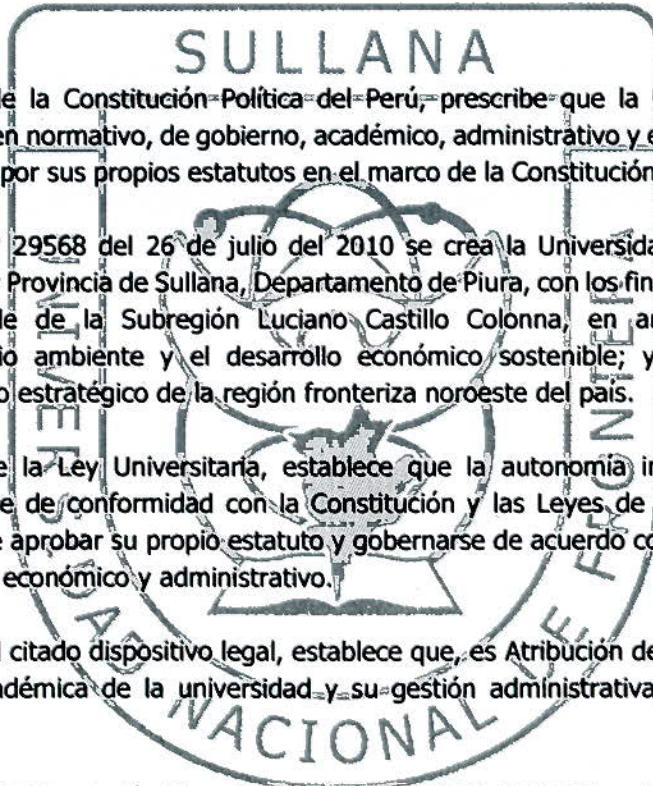 SULLANA
de la Constitución Política del Perú, prescribe que la
normativo, de gobierno, académico, administrativo y
por sus propios estatutos en el marco de la Constitución
29568 del 26 de julio del 2010 se crea la
Provincia de Sullana, Departamento de Piura, con los
de la Subregión Luciano Castillo Colonna, en
ambiente y el desarrollo económico sostenible; y
estratégico de la región fronteriza noroeste del país.
la Ley Universitaria, establece que la autonomía
de conformidad con la Constitución y las Leyes de
aprobar su propio estatuto y gobernarse de acuerdo
económico y administrativo.
citado dispositivo legal, establece que, es Atribución
de la universidad y su gestión administrativa
UNIVERSIDAD NACIONAL DE FRONTERA